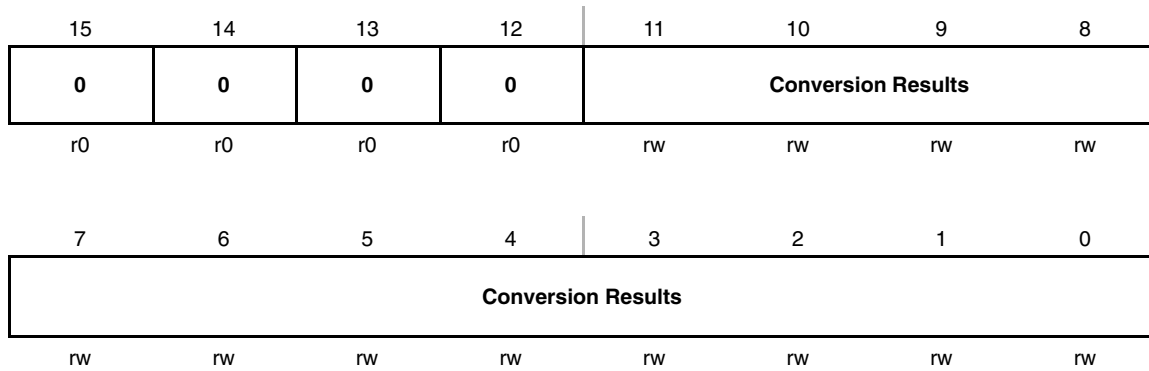 15 14 13 12 11 10 9 8
0 0 0 0 Conversion Results
r0 r0 r0 r0 rw rw rw rw
7 6 5 4 3 2 1 0
Conversion Results
rw rw rw rw rw rw rw rw